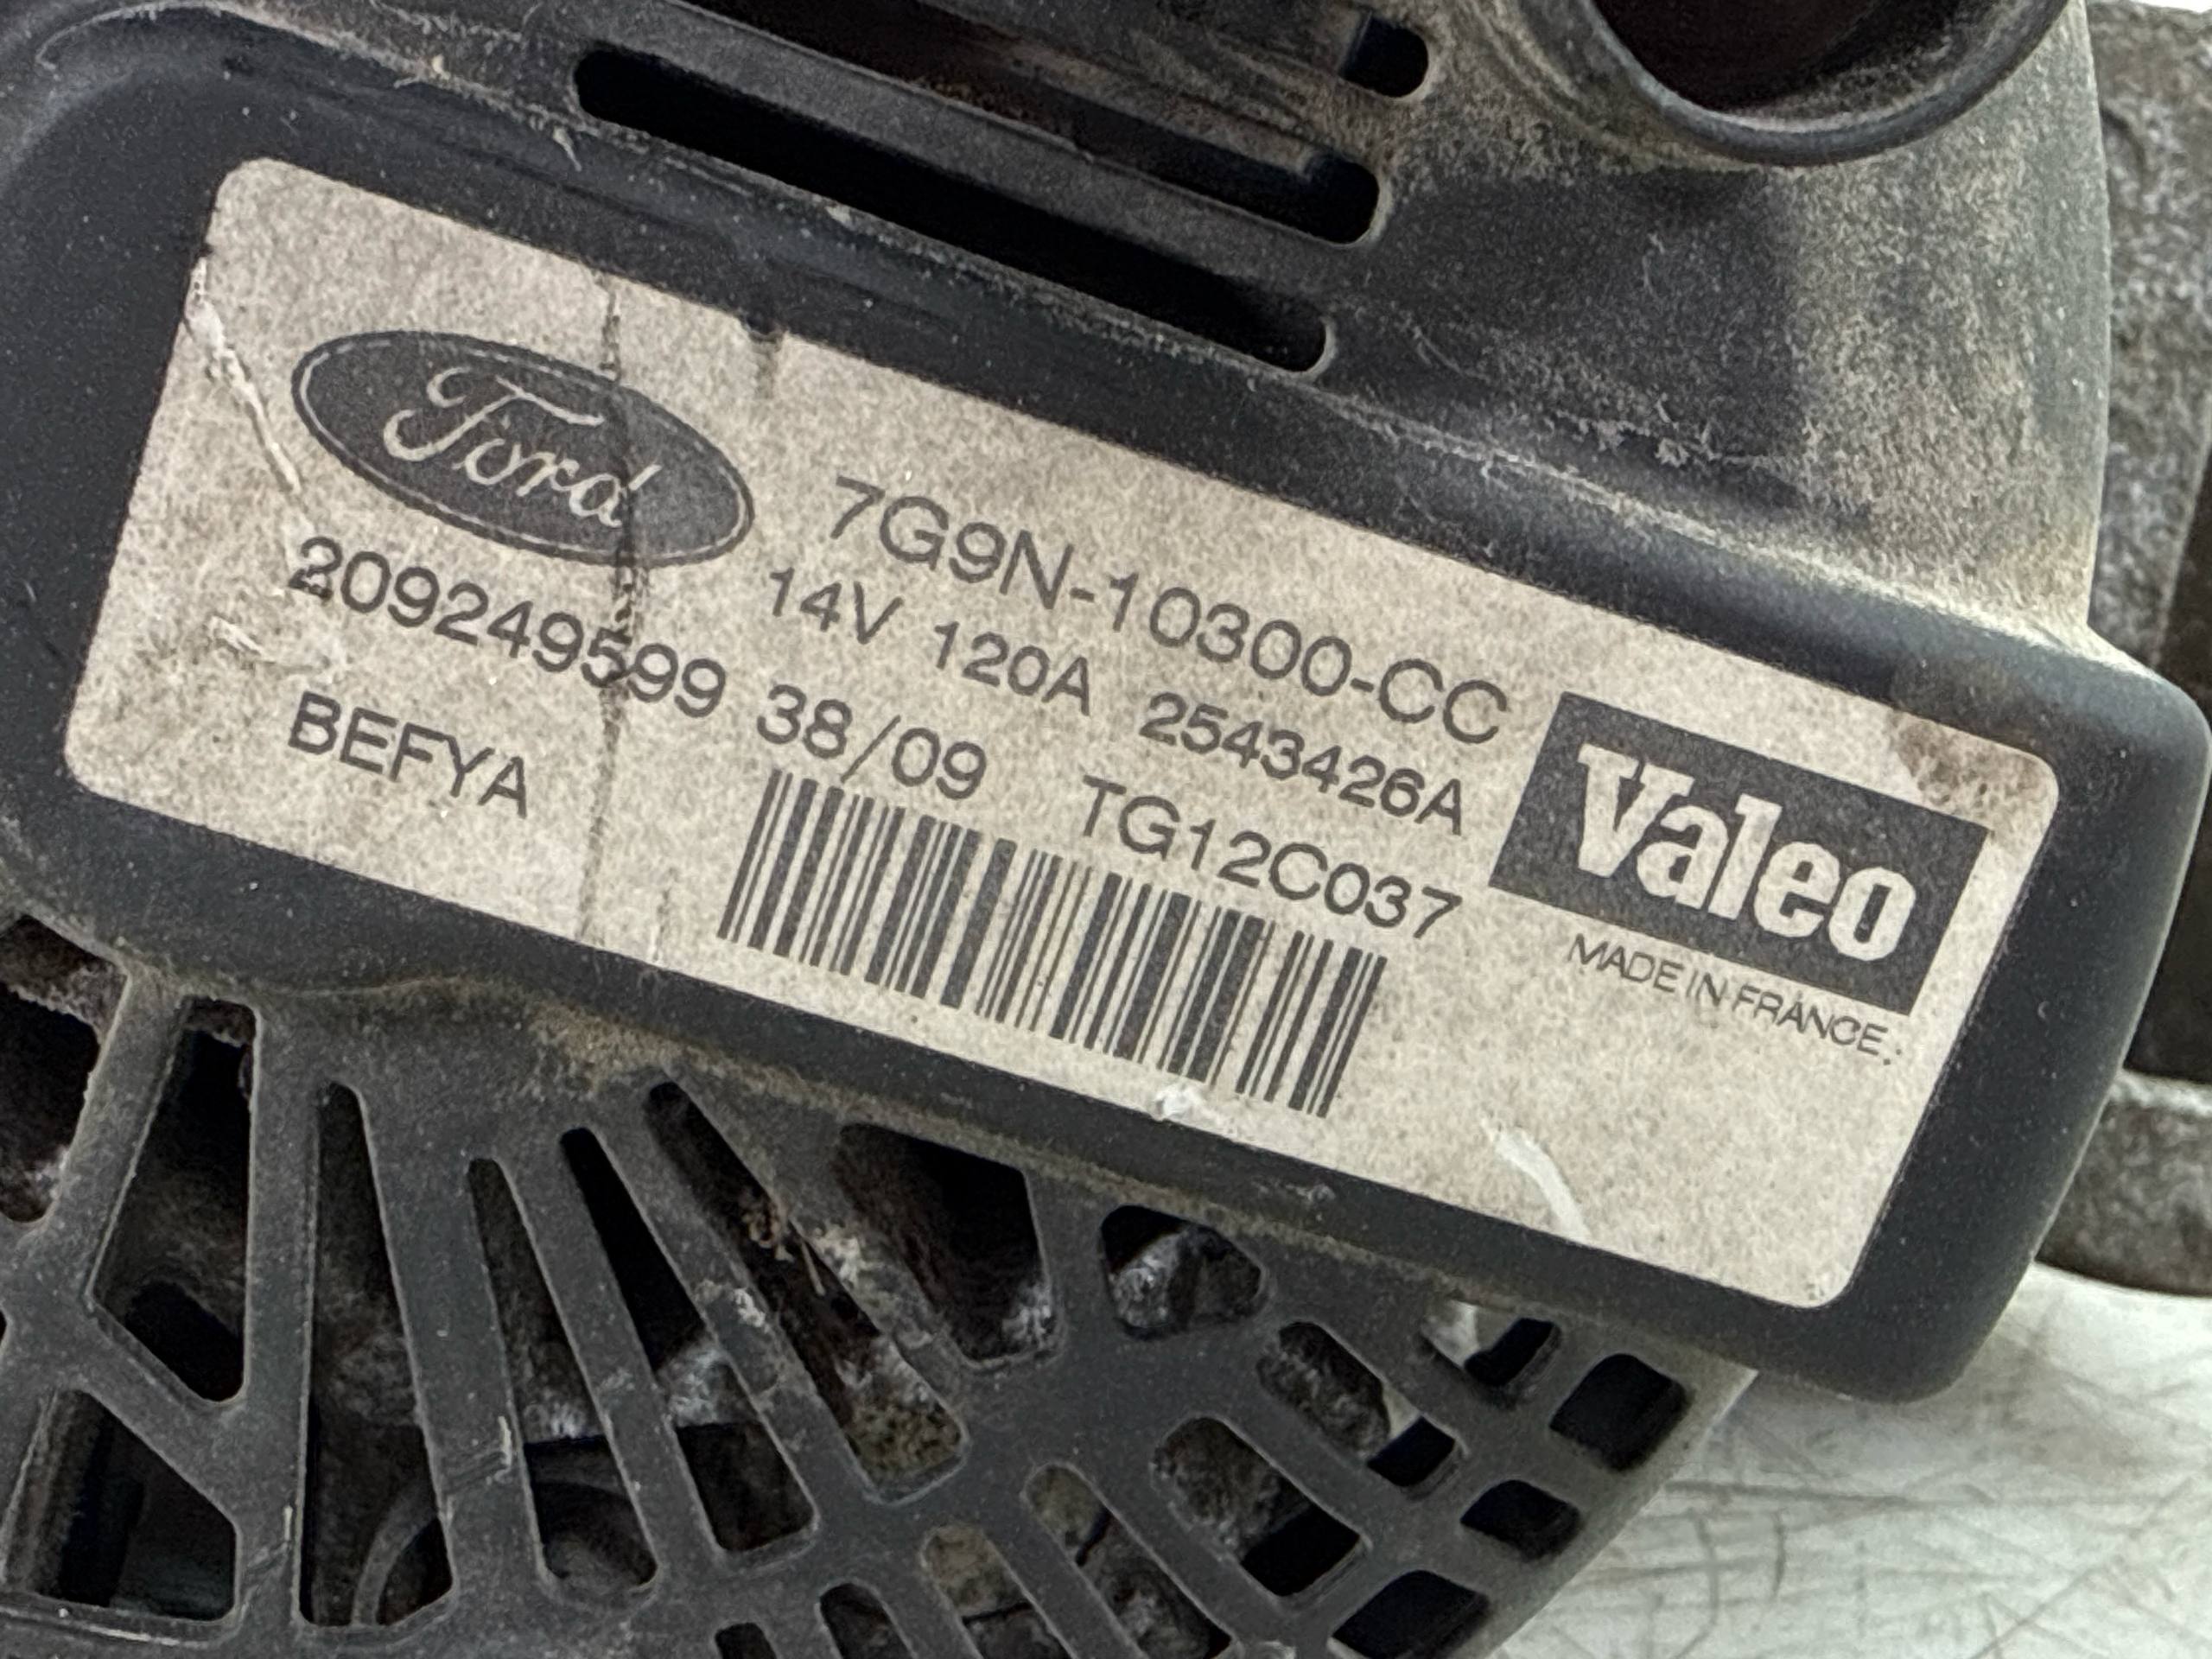 Ford
7G9N-10300-CC
14V 120A 2543426A
209249599 38/09 TG12C037
BEFYA
Valeo
MADE IN FRANCE.